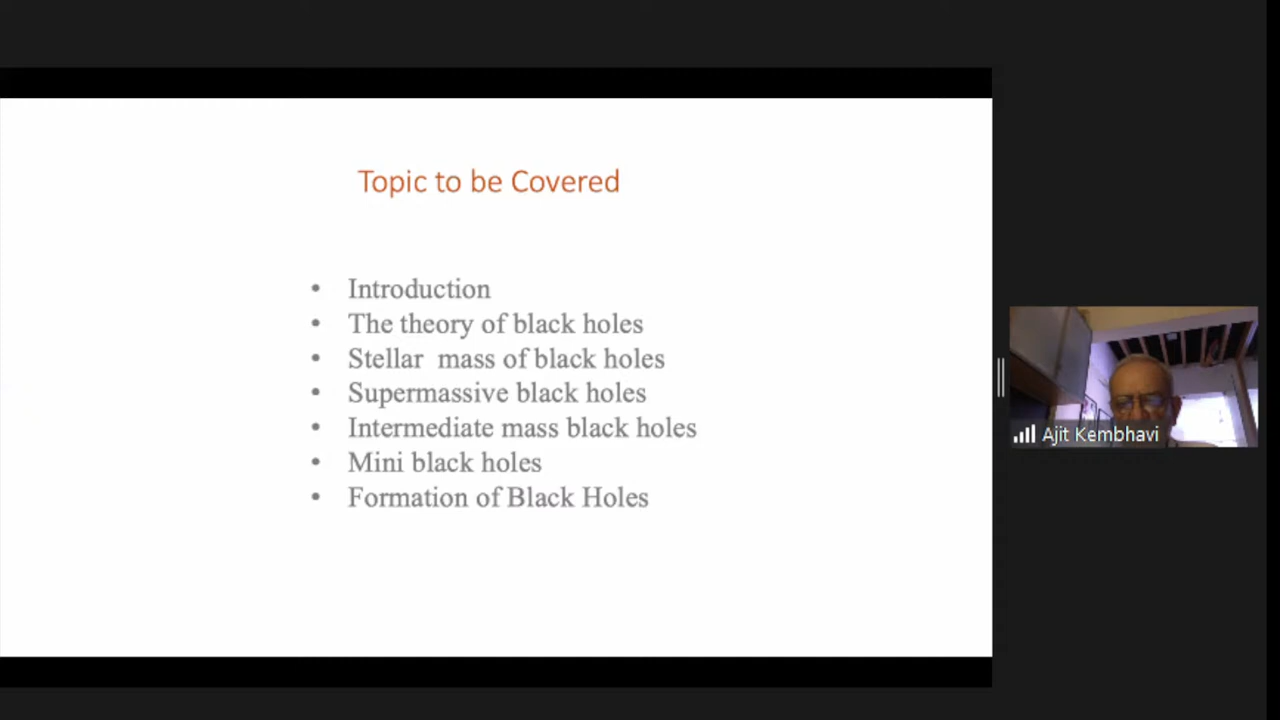 Topic to be Covered
• Introduction
• The theory of black holes
• Stellar  mass of black holes
• Supermassive black holes
• Intermediate mass black holes
• Mini black holes
• Formation of Black Holes
Ajit Kembhavi